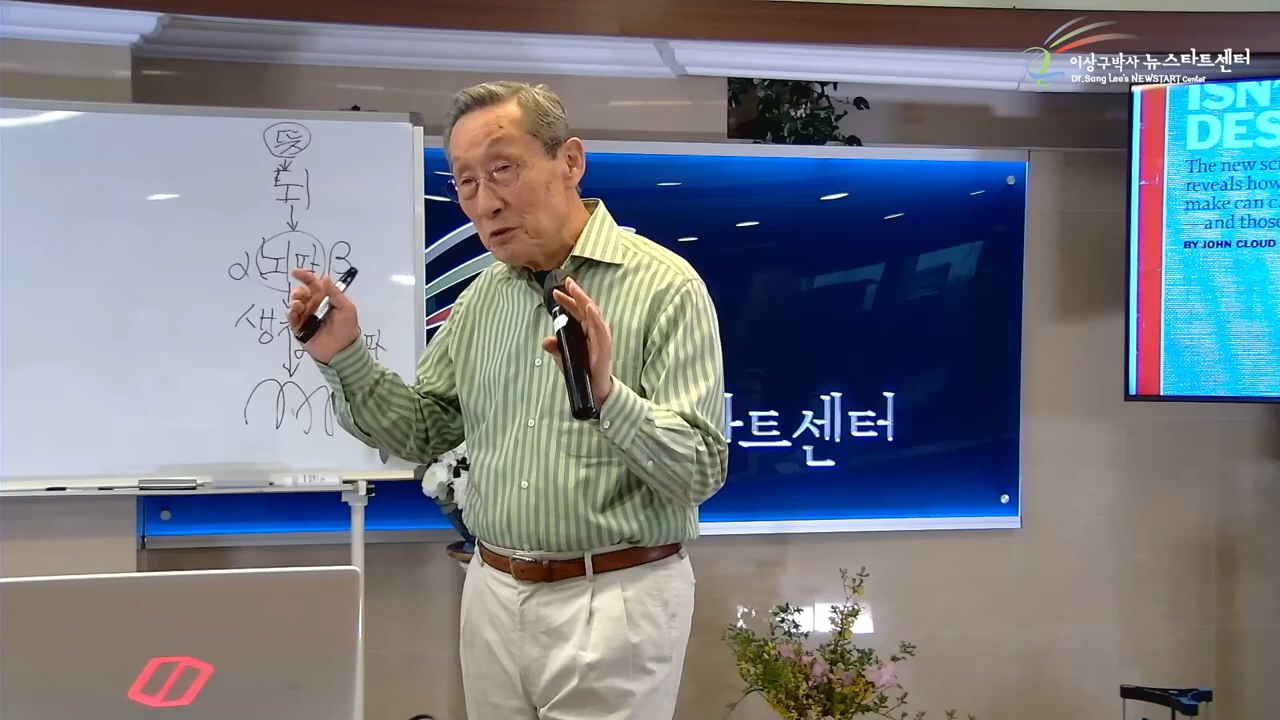 이상구박사 뉴스타트센터
Dr. Sang Lee's NEWSTART Center
뜻
뇌
α 뇌파 β
생
파
타트센터
ISN'
DES
The new sc
reveals how
make can c
and those
BY JOHN CLOUD